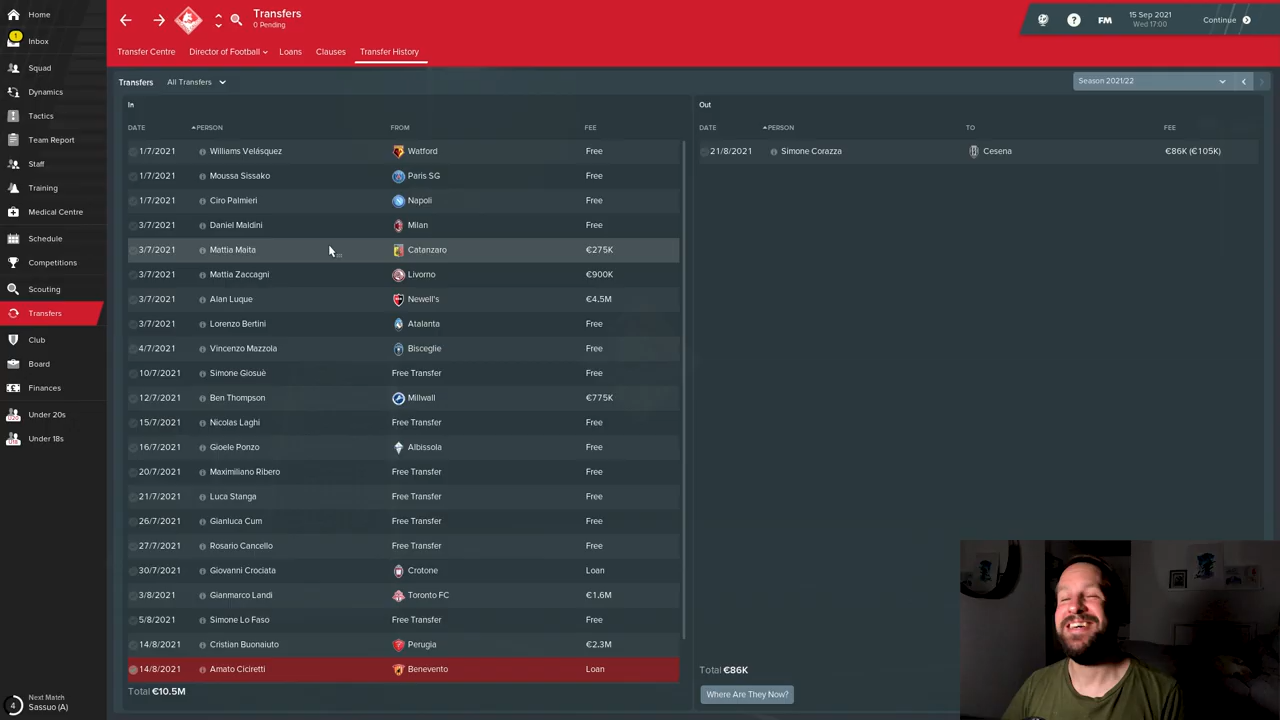 Home
Inbox
1
Squad
Dynamics
Tactics
Team Report
Staff
Training
Medical Centre
Schedule
Competitions
Scouting
Transfers
Club
Board
Finances
Under 20s
Under 18s
4
Next Match
Sassuo (A)
Transfers
0 Pending
?
FM
15 Sep 2021
Wed 17:00
Continue
Transfer Centre Director of Football Loans Clauses Transfer History
Transfers All Transfers
Season 2021/22
In
DATE PERSON FROM FEE
1/7/2021 Williams Velásquez Watford Free
1/7/2021 Moussa Sissako Paris SG Free
1/7/2021 Ciro Palmieri Napoli Free
3/7/2021 Daniel Maldini Milan Free
3/7/2021 Mattia Maita Catanzaro €275K
3/7/2021 Mattia Zaccagni Livorno €900K
3/7/2021 Alan Luque Newell's €4.5M
3/7/2021 Lorenzo Bertini Atalanta Free
4/7/2021 Vincenzo Mazzola Bisceglie Free
10/7/2021 Simone Giosuè Free Transfer Free
12/7/2021 Ben Thompson Millwall €775K
15/7/2021 Nicolas Laghi Free Transfer Free
16/7/2021 Gioele Ponzo Albissola Free
20/7/2021 Maximiliano Ribero Free Transfer Free
21/7/2021 Luca Stanga Free Transfer Free
26/7/2021 Gianluca Cum Free Transfer Free
27/7/2021 Rosario Cancello Free Transfer Free
30/7/2021 Giovanni Crociata Crotone Loan
3/8/2021 Gianmarco Landi Toronto FC €1.6M
5/8/2021 Simone Lo Faso Free Transfer Free
14/8/2021 Cristian Buonaiuto Perugia €2.3M
14/8/2021 Amato Ciciretti Benevento Loan
Total €10.5M
Out
DATE PERSON TO FEE
21/8/2021 Simone Corazza Cesena €86K (€105K)
Total €86K
Where Are They Now?